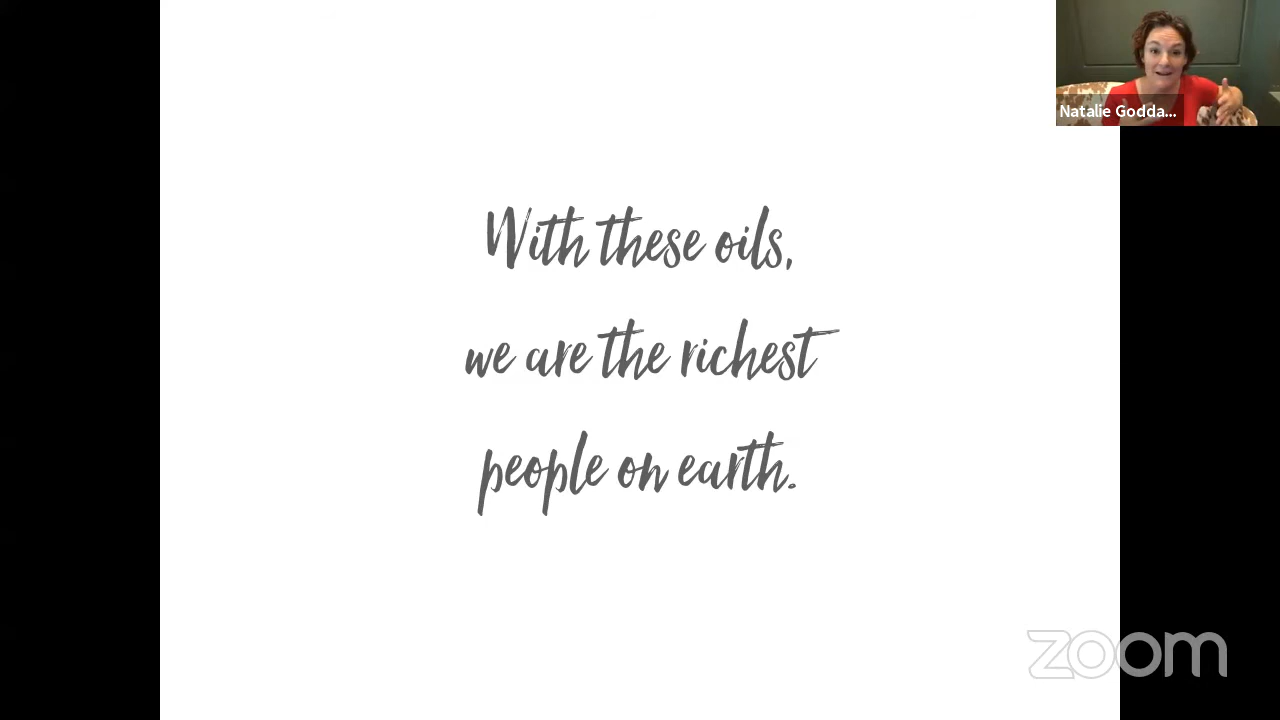 Natalie Godda...
With these oils,
we are the richest
people on earth.
zoom